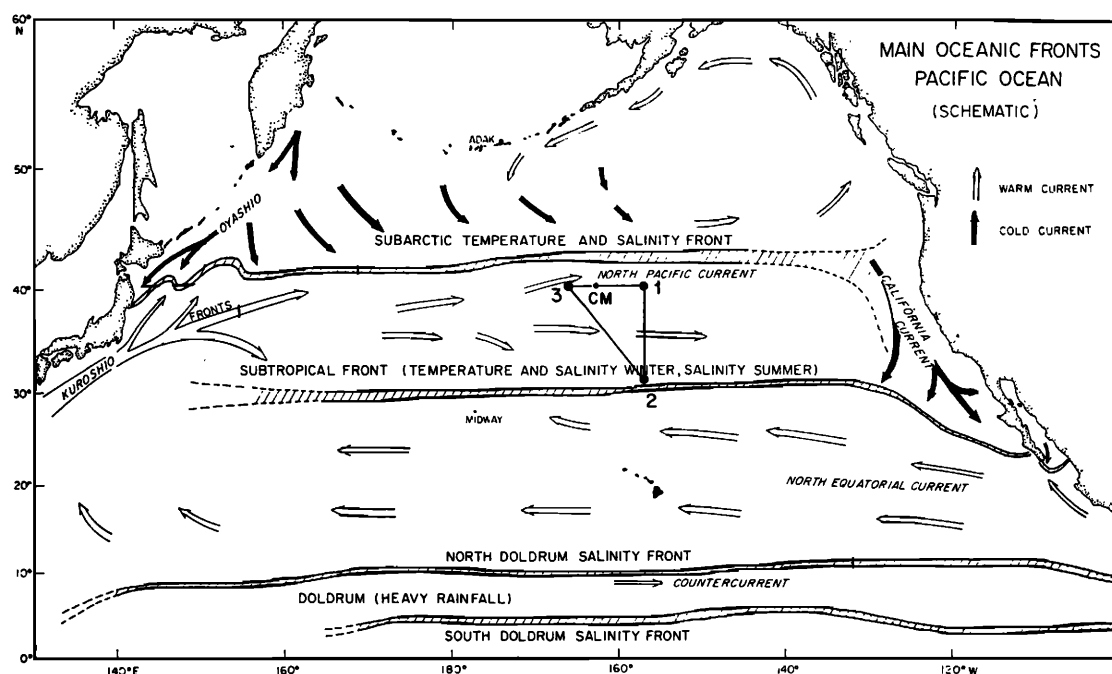 60°
N
MAIN OCEANIC FRONTS
PACIFIC OCEAN
(SCHEMATIC)
ADAK
50°
WARM CURRENT
OYASHIO
COLD CURRENT
SUBARCTIC TEMPERATURE AND SALINITY FRONT
NORTH PACIFIC CURRENT
40°
3
CM
1
FRONTS
CALIFORNIA
CURRENT
KUROSHIO
SUBTROPICAL FRONT (TEMPERATURE AND SALINITY WINTER, SALINITY SUMMER)
30°
2
MIDWAY
20°
NORTH EQUATORIAL CURRENT
NORTH DOLDRUM SALINITY FRONT
10°
COUNTERCURRENT
DOLDRUM (HEAVY RAINFALL)
SOUTH DOLDRUM SALINITY FRONT
0°
140°E
160°
180°
160°
140°
120°W